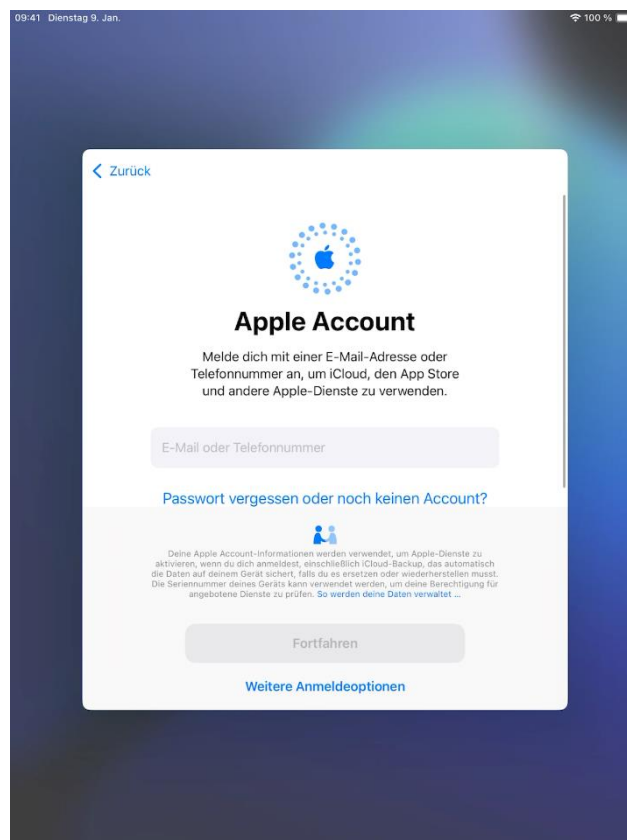 09:41 Dienstag 9. Jan.
100 %
Zurück
Apple Account
Melde dich mit einer E-Mail-Adresse oder
Telefonnummer an, um iCloud, den App Store
und andere Apple-Dienste zu verwenden.
E-Mail oder Telefonnummer
Passwort vergessen oder noch keinen Account?
Deine Apple Account-Informationen werden verwendet, um Apple-Dienste zu
aktivieren, wenn du dich anmeldest, einschließlich iCloud-Backup, das automatisch
die Daten auf deinem Gerät sichert, falls du es ersetzen oder wiederherstellen musst.
Die Seriennummer deines Geräts kann verwendet werden, um deine Berechtigung für
angebotene Dienste zu prüfen. So werden deine Daten verwaltet ...
Fortfahren
Weitere Anmeldeoptionen